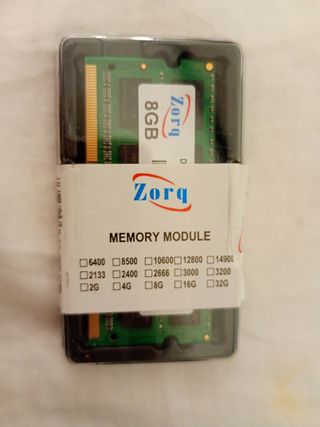 Zorq
8GB
D
Zorq
MEMORY MODULE
☐6400 ☐8500 ☐10600 ☐12800 ☐14900
☐2133 ☐2400 ☐2666 ☐3000 ☐3200
☐2G ☐4G ☐8G ☐16G ☐32G